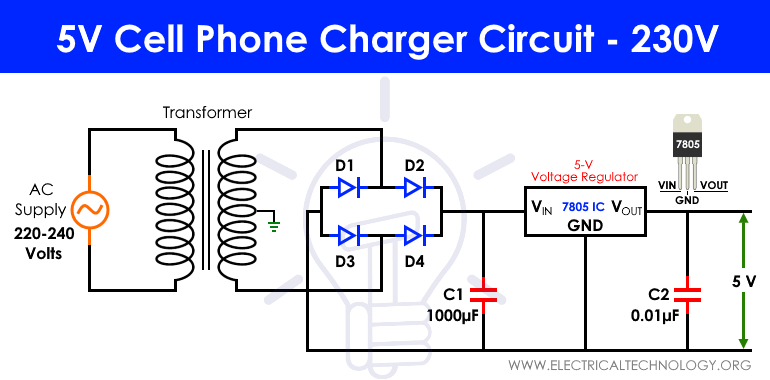 5V Cell Phone Charger Circuit - 230V
Transformer
AC
Supply
220-240
Volts
D1
D2
D3
D4
5-V
Voltage Regulator
VIN
7805 IC
VOUT
GND
7805
VIN
VOUT
GND
C1
1000µF
C2
0.01µF
5 V
WWW.ELECTRICALTECHNOLOGY.ORG